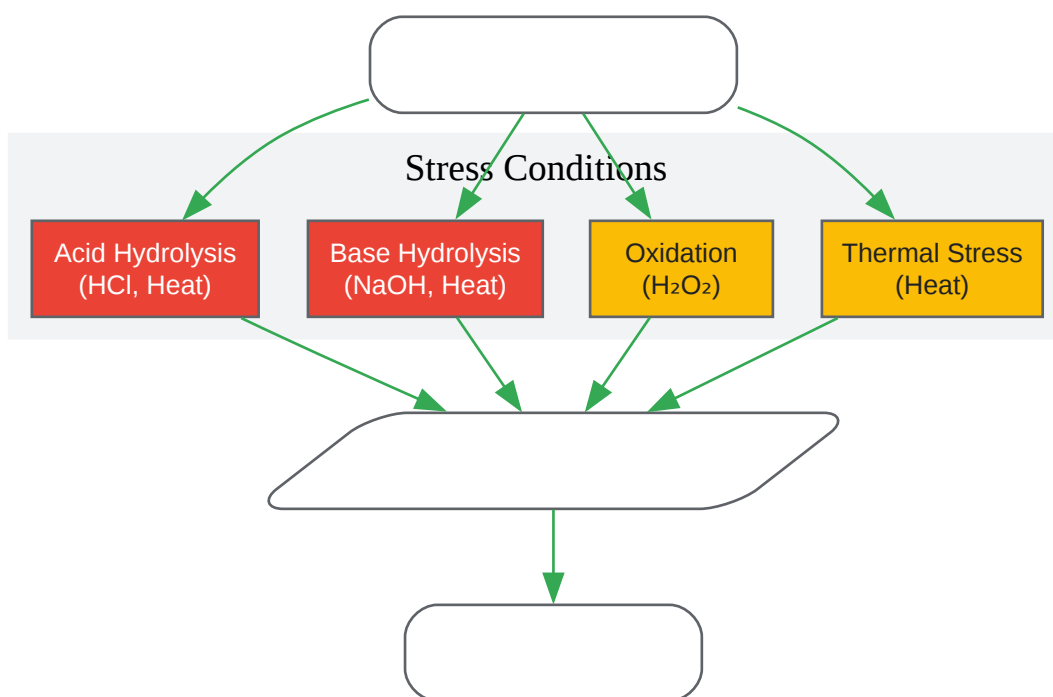 Stress Conditions
Acid Hydrolysis
(HCl, Heat)
Base Hydrolysis
(NaOH, Heat)
Oxidation
(H₂O₂)
Thermal Stress
(Heat)